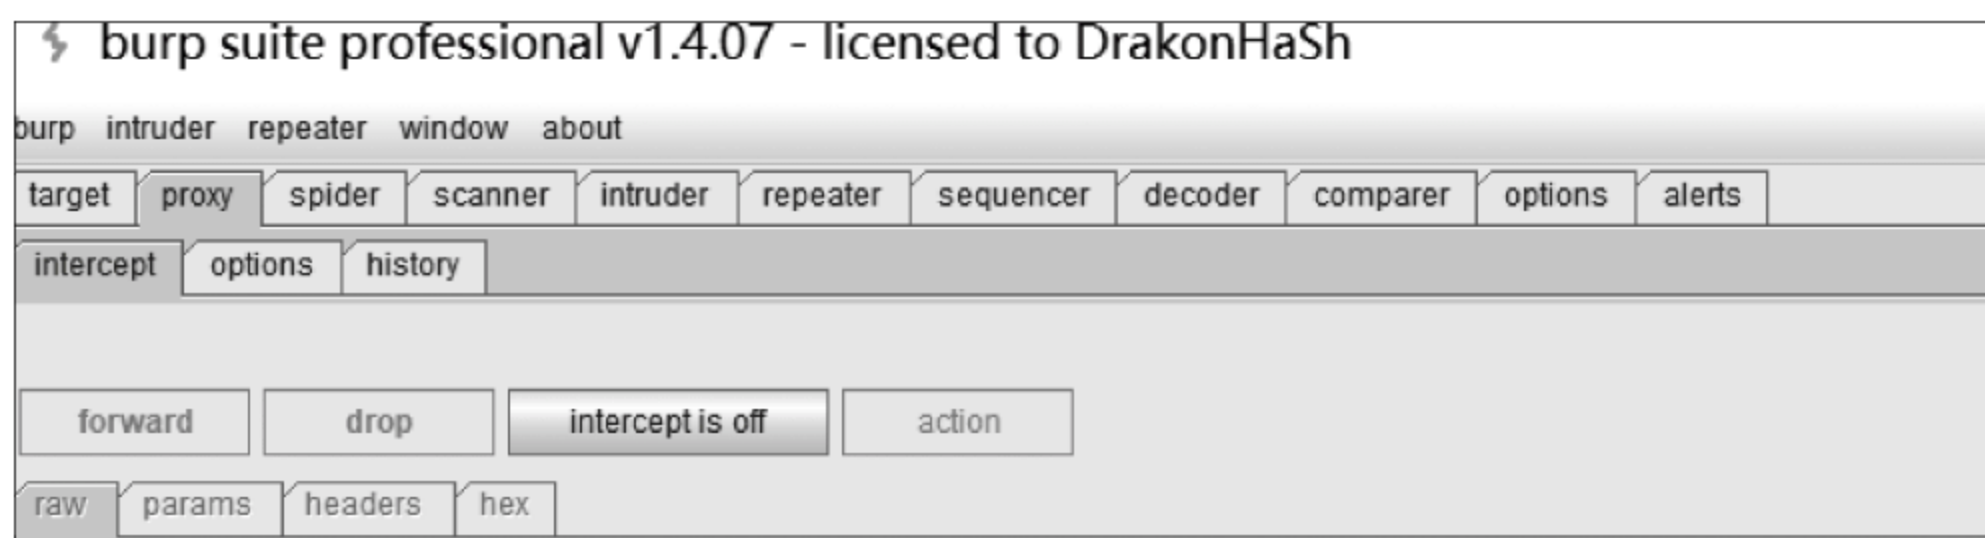 burp suite professional v1.4.07 - licensed to DrakonHaSh
burp intruder repeater window about
target proxy spider scanner intruder repeater sequencer decoder comparer options alerts
intercept options history
forward drop intercept is off action
raw params headers hex